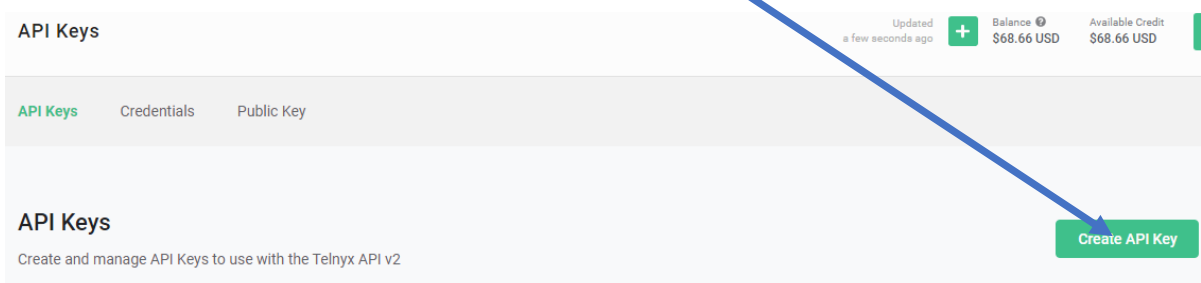 API Keys
Updated
a few seconds ago
+
Balance
$68.66 USD
Available Credit
$68.66 USD
API Keys Credentials Public Key
API Keys
Create API Key
Create and manage API Keys to use with the Telnyx API v2